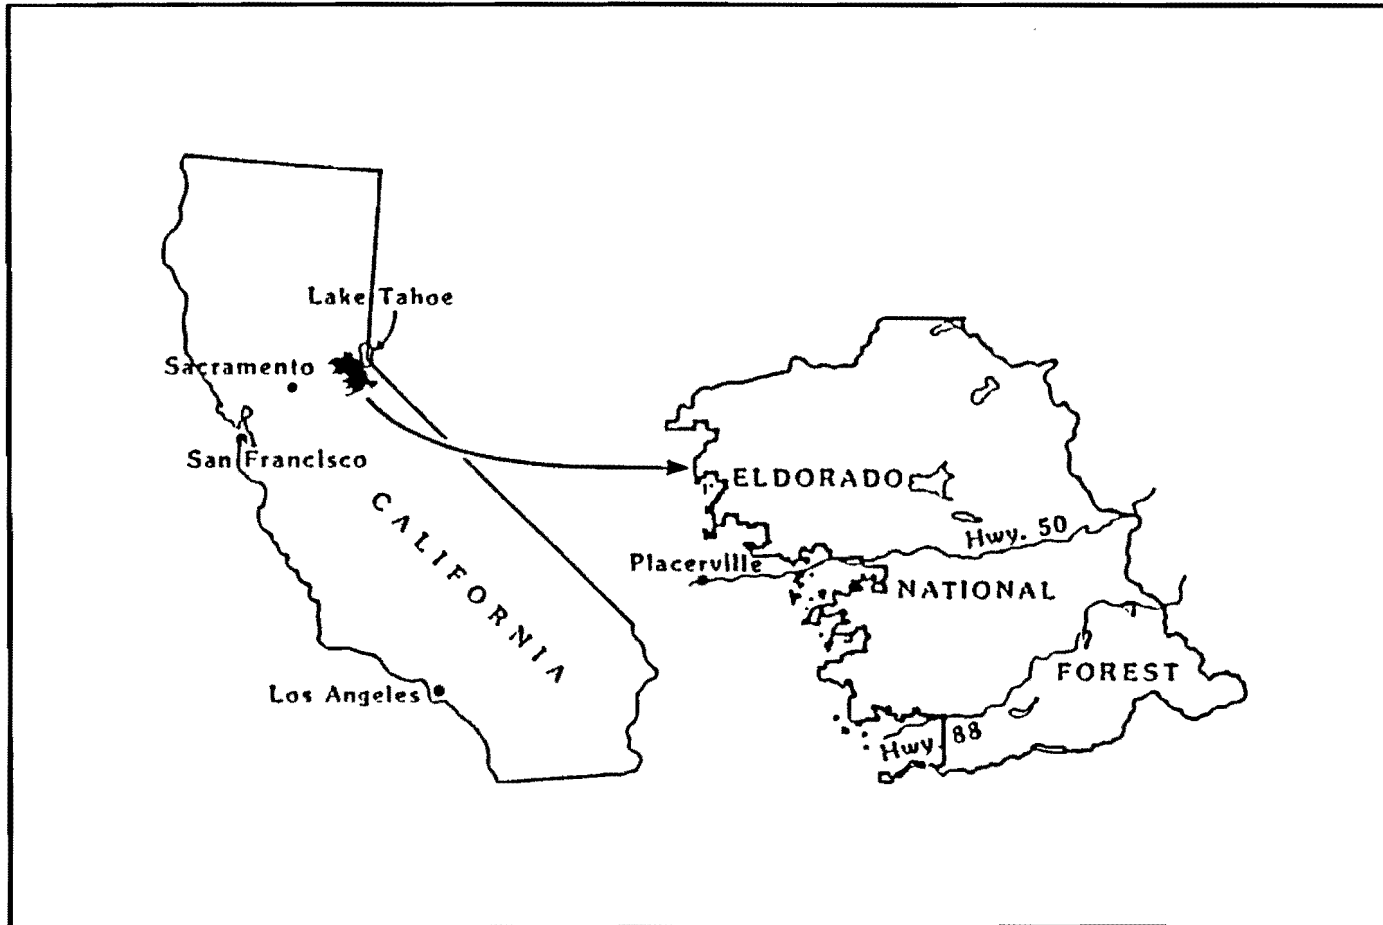 Lake Tahoe
Sacramento
San Francisco
CALIFORNIA
Los Angeles
ELDORADO
Hwy. 50
Placerville
NATIONAL
FOREST
Hwy. 88